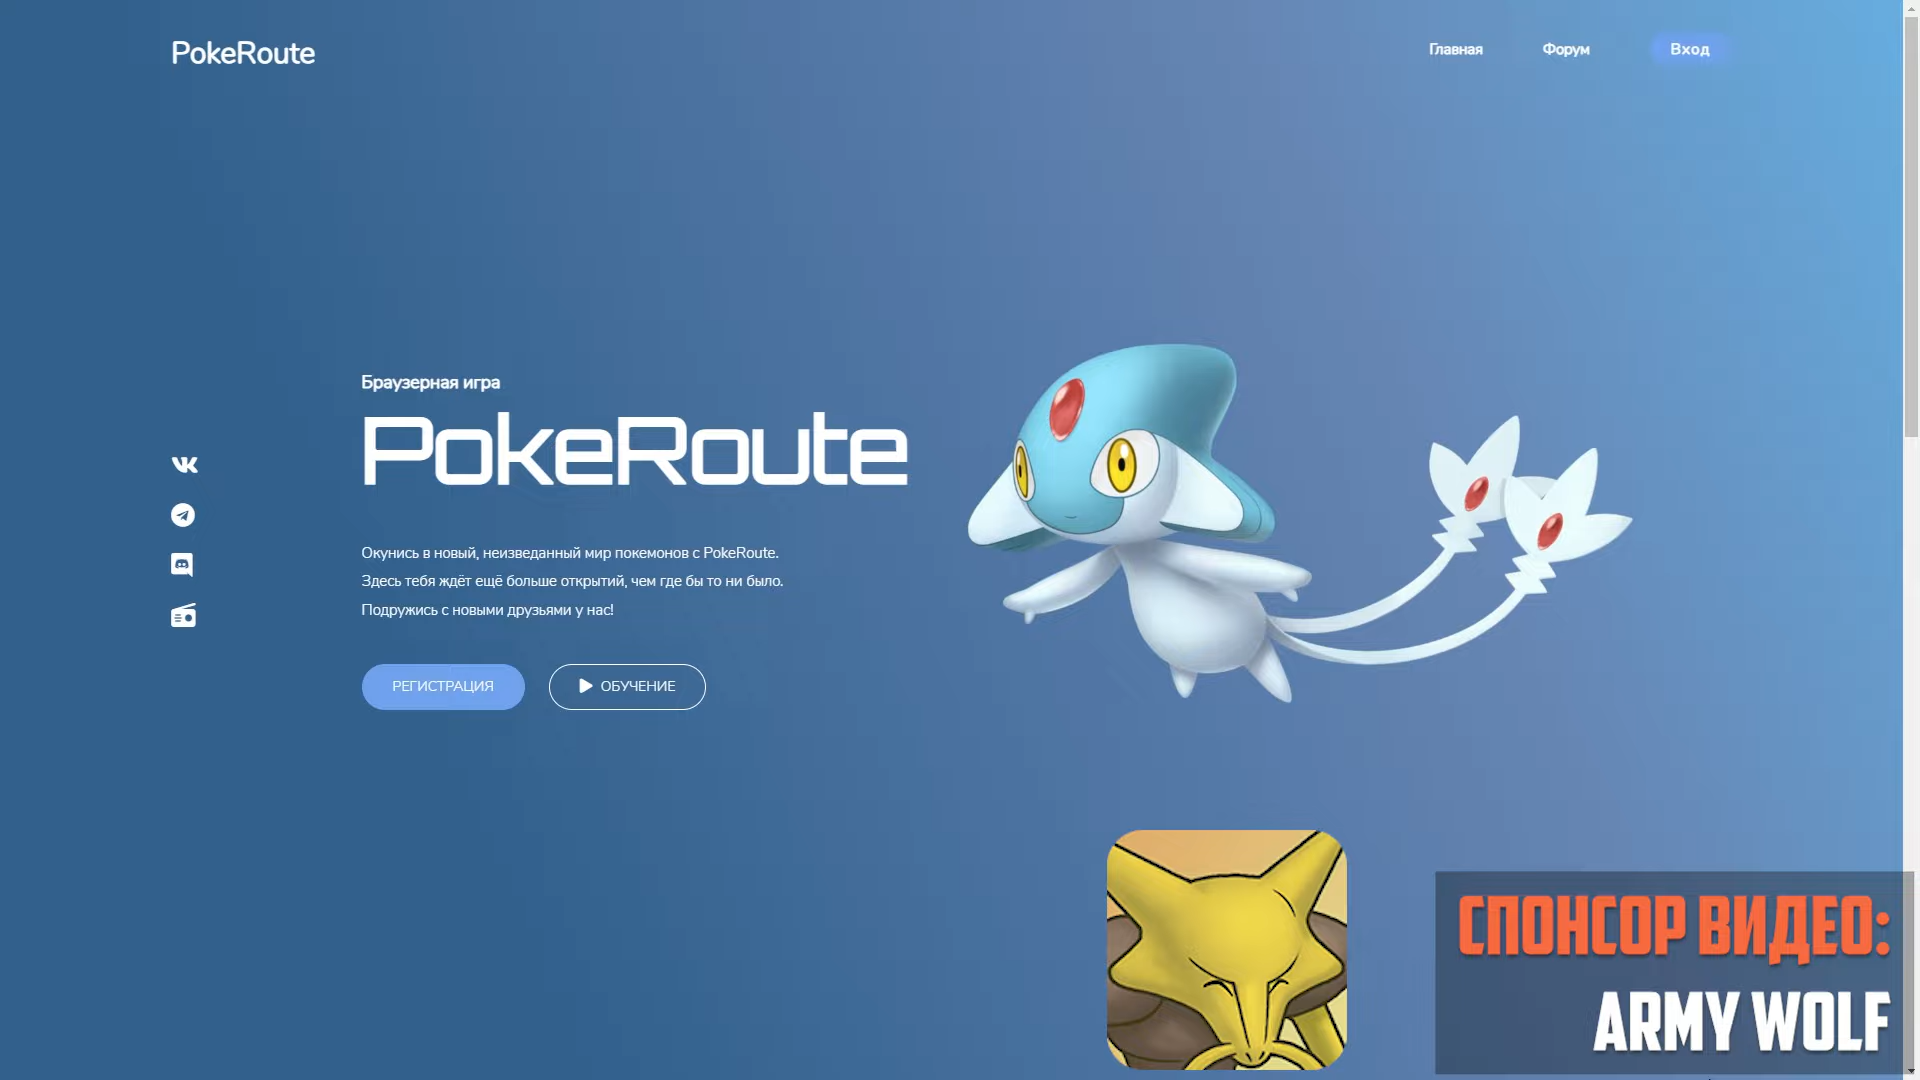 PokeRoute
Главная
Форум
Вход
Браузерная игра
PokeRoute
Окунись в новый, неизведанный мир покемонов с PokeRoute.
Здесь тебя ждёт ещё больше открытий, чем где бы то ни было.
Подружись с новыми друзьями у нас!
РЕГИСТРАЦИЯ
ОБУЧЕНИЕ
СПОНСОР ВИДЕО:
ARMY WOLF